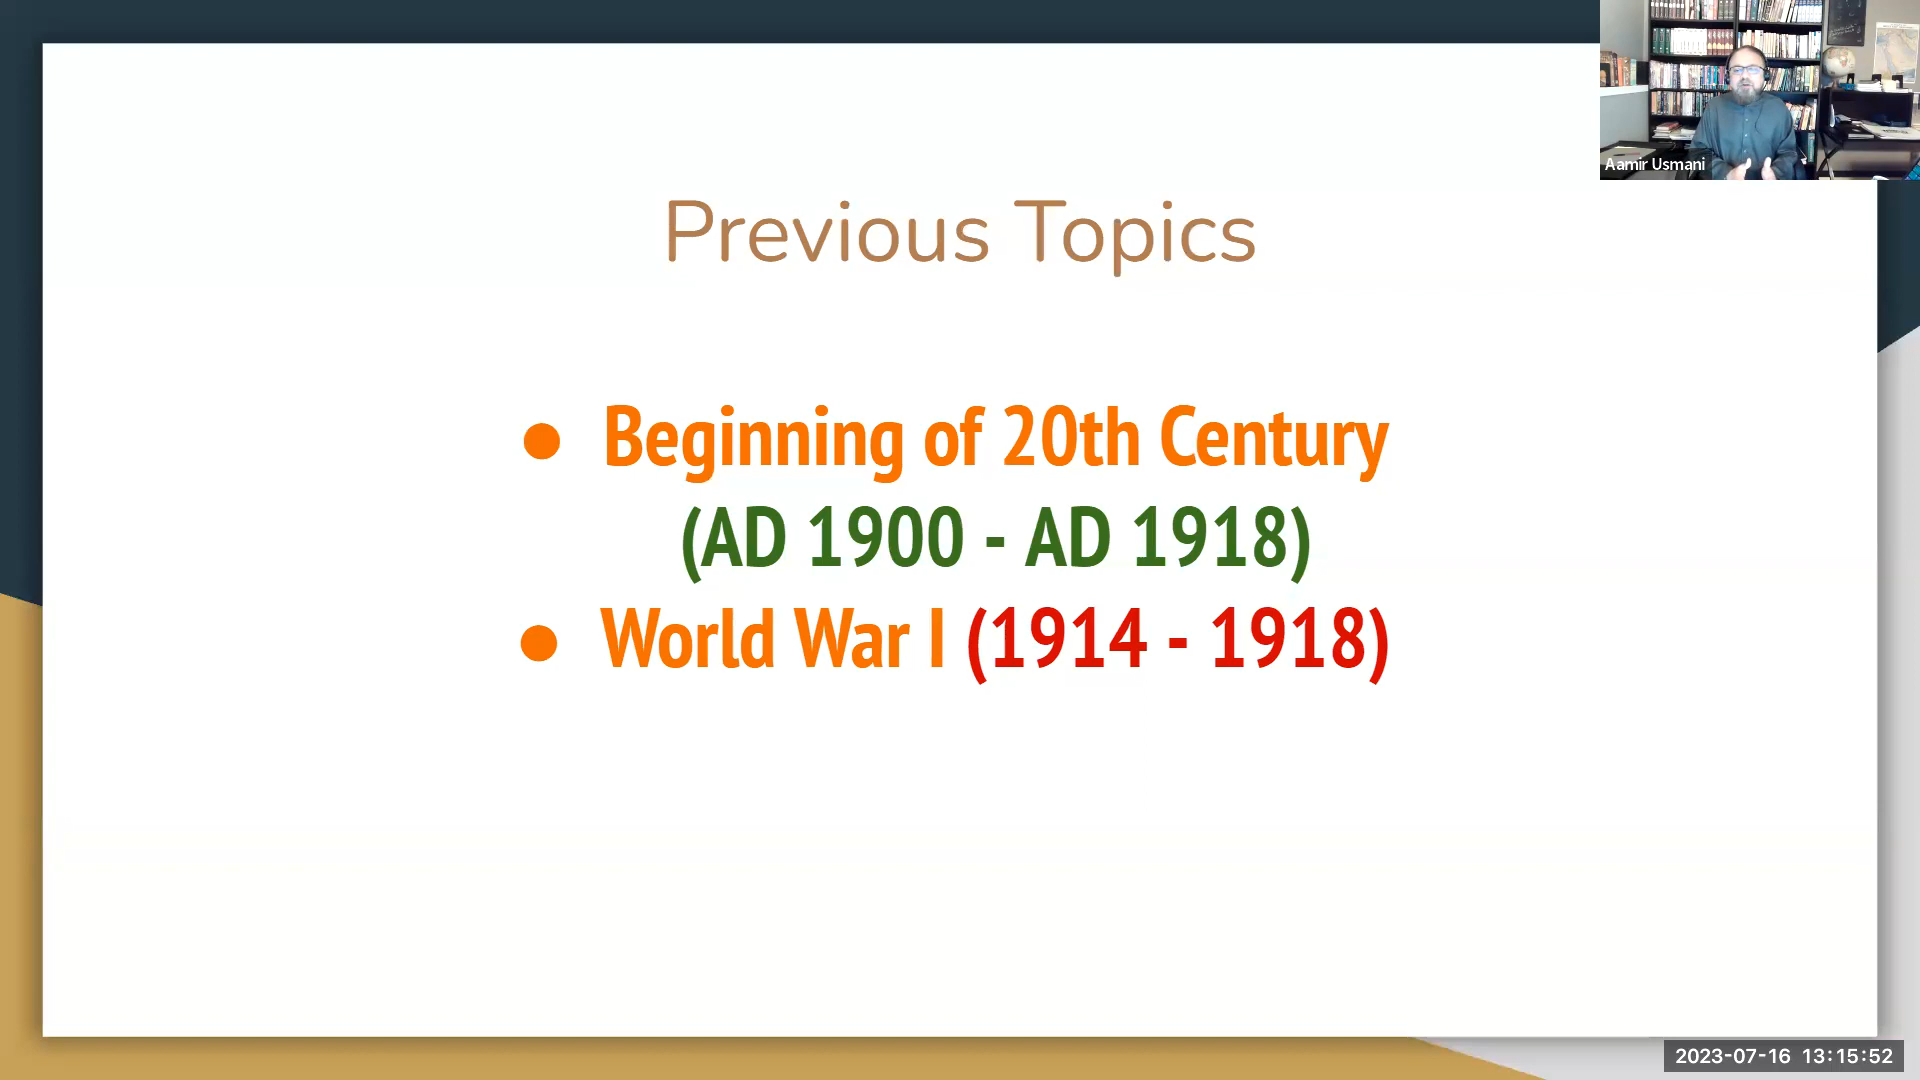 Aamir Usmani
Previous Topics
● Beginning of 20th Century
(AD 1900 - AD 1918)
● World War I (1914 - 1918)
2023-07-16 13:15:52